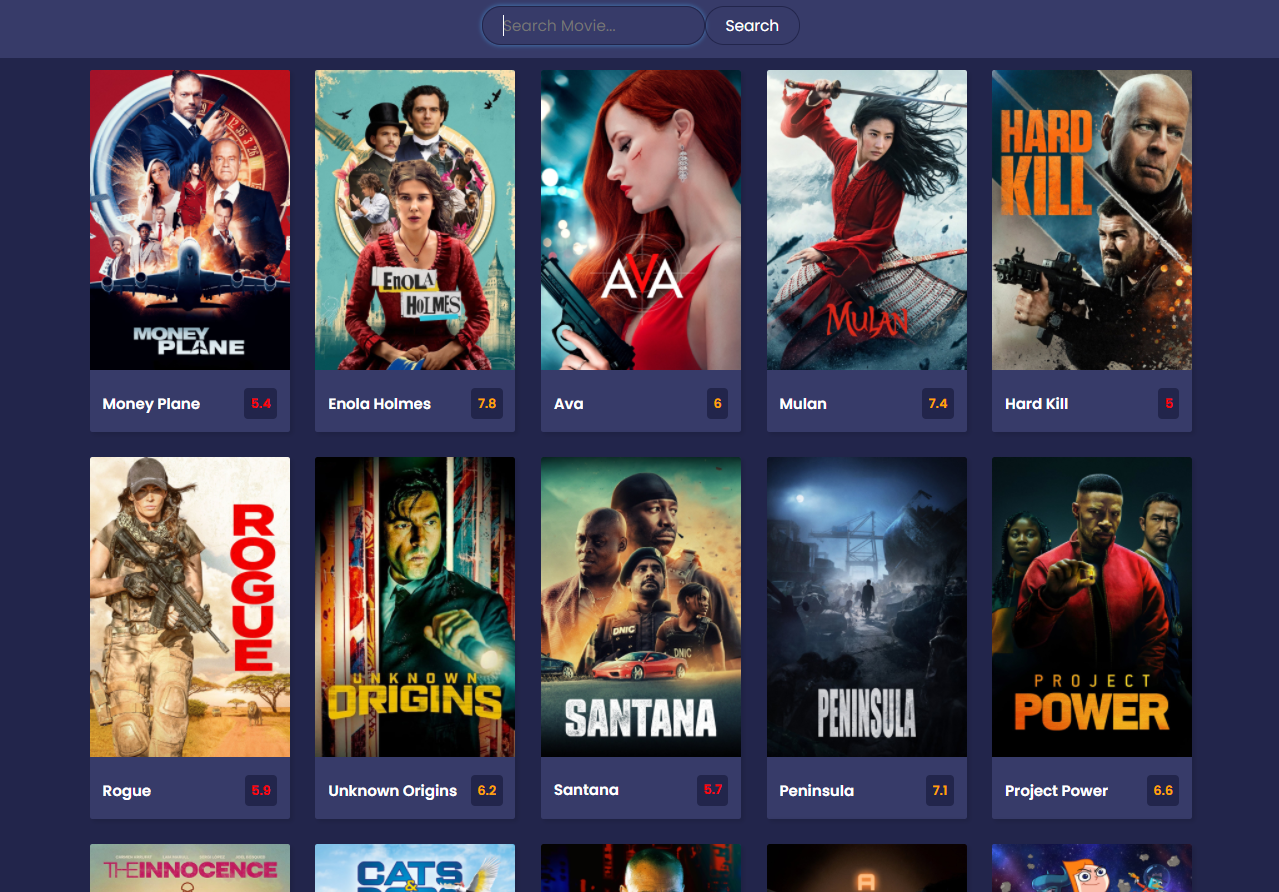 Search Movie...
Search
MONEY
PLANE
ENOLA
HOLMES
AVA
MULAN
HARD
KILL
Money Plane
5.4
Enola Holmes
7.8
Ava
6
Mulan
7.4
Hard Kill
5
ROGUE
UNKNOWN
ORIGINS
DNIC
DNIC
SANTANA
PENINSULA
PROJECT
POWER
Rogue
5.9
Unknown Origins
6.2
Santana
5.7
Peninsula
7.1
Project Power
6.6
THE INNOCENCE
CATS
&
A